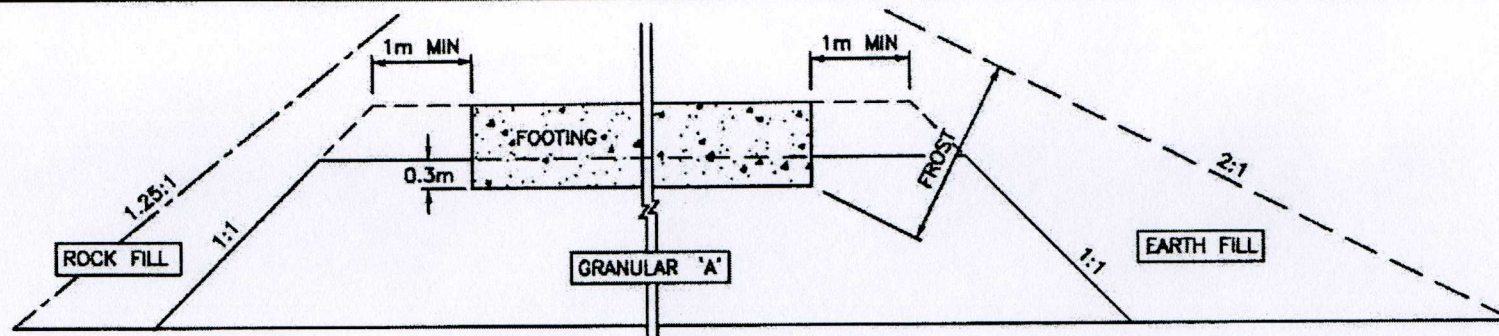 1m MIN
1m MIN
FOOTING
0.3m
FROST
1.25:1
1:1
2:1
1:1
ROCK FILL
GRANULAR 'A'
EARTH FILL